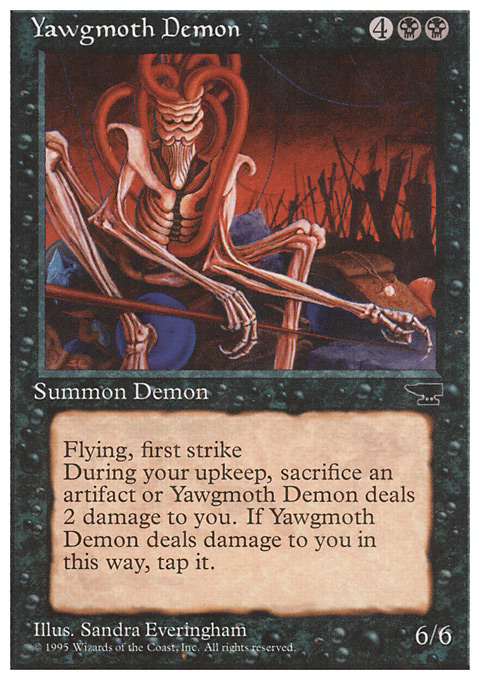 Yawgmoth Demon 4
Summon Demon
Flying, first strike
During your upkeep, sacrifice an
artifact or Yawgmoth Demon deals
2 damage to you. If Yawgmoth
Demon deals damage to you in
this way, tap it.
Illus. Sandra Everingham
© 1995 Wizards of the Coast, Inc. All rights reserved.
6/6